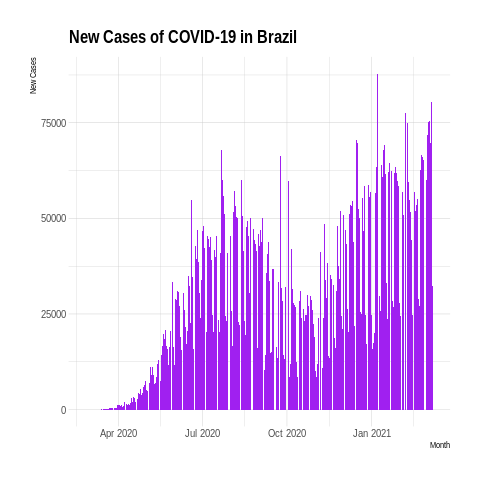 New Cases of COVID-19 in Brazil
New Cases
75000
50000
25000
0
Apr 2020 Jul 2020 Oct 2020 Jan 2021
Month